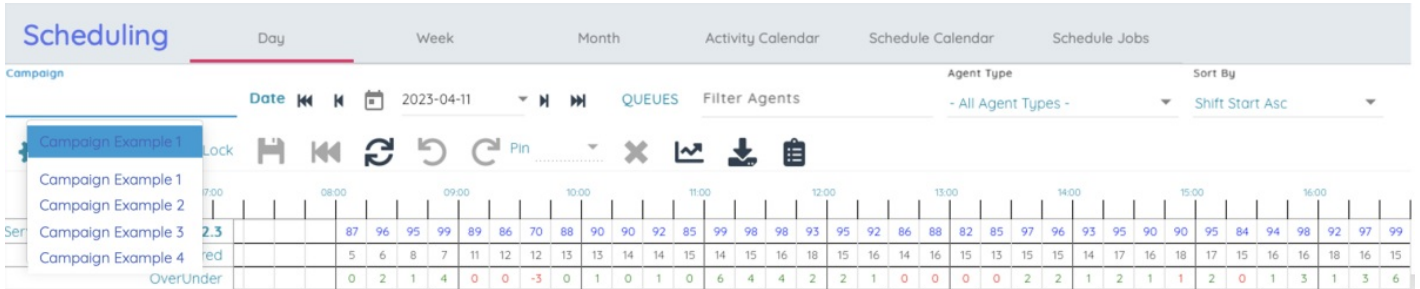 Scheduling Day Week Month Activity Calendar Schedule Calendar Schedule Jobs
Campaign Agent Type Sort By
Date 2023-04-11 QUEUES Filter Agents - All Agent Types - Shift Start Asc
Campaign Example 1 Lock Pin
Campaign Example 1
Campaign Example 2
Campaign Example 3
Campaign Example 4
7:00 08:00 09:00 10:00 11:00 12:00 13:00 14:00 15:00 16:00
Ser 2.3 87 96 95 99 89 86 70 88 90 90 92 85 99 98 98 93 95 92 86 88 82 85 97 96 93 95 90 90 95 84 94 98 92 97 99
red 5 6 8 7 11 12 12 13 13 14 14 15 14 15 16 18 15 16 14 16 15 13 15 15 14 17 16 18 17 15 16 16 18 16 15
OverUnder 0 2 1 4 0 0 -3 0 1 0 1 0 6 4 4 2 2 1 0 0 0 0 2 2 1 2 1 1 2 0 1 3 1 3 6